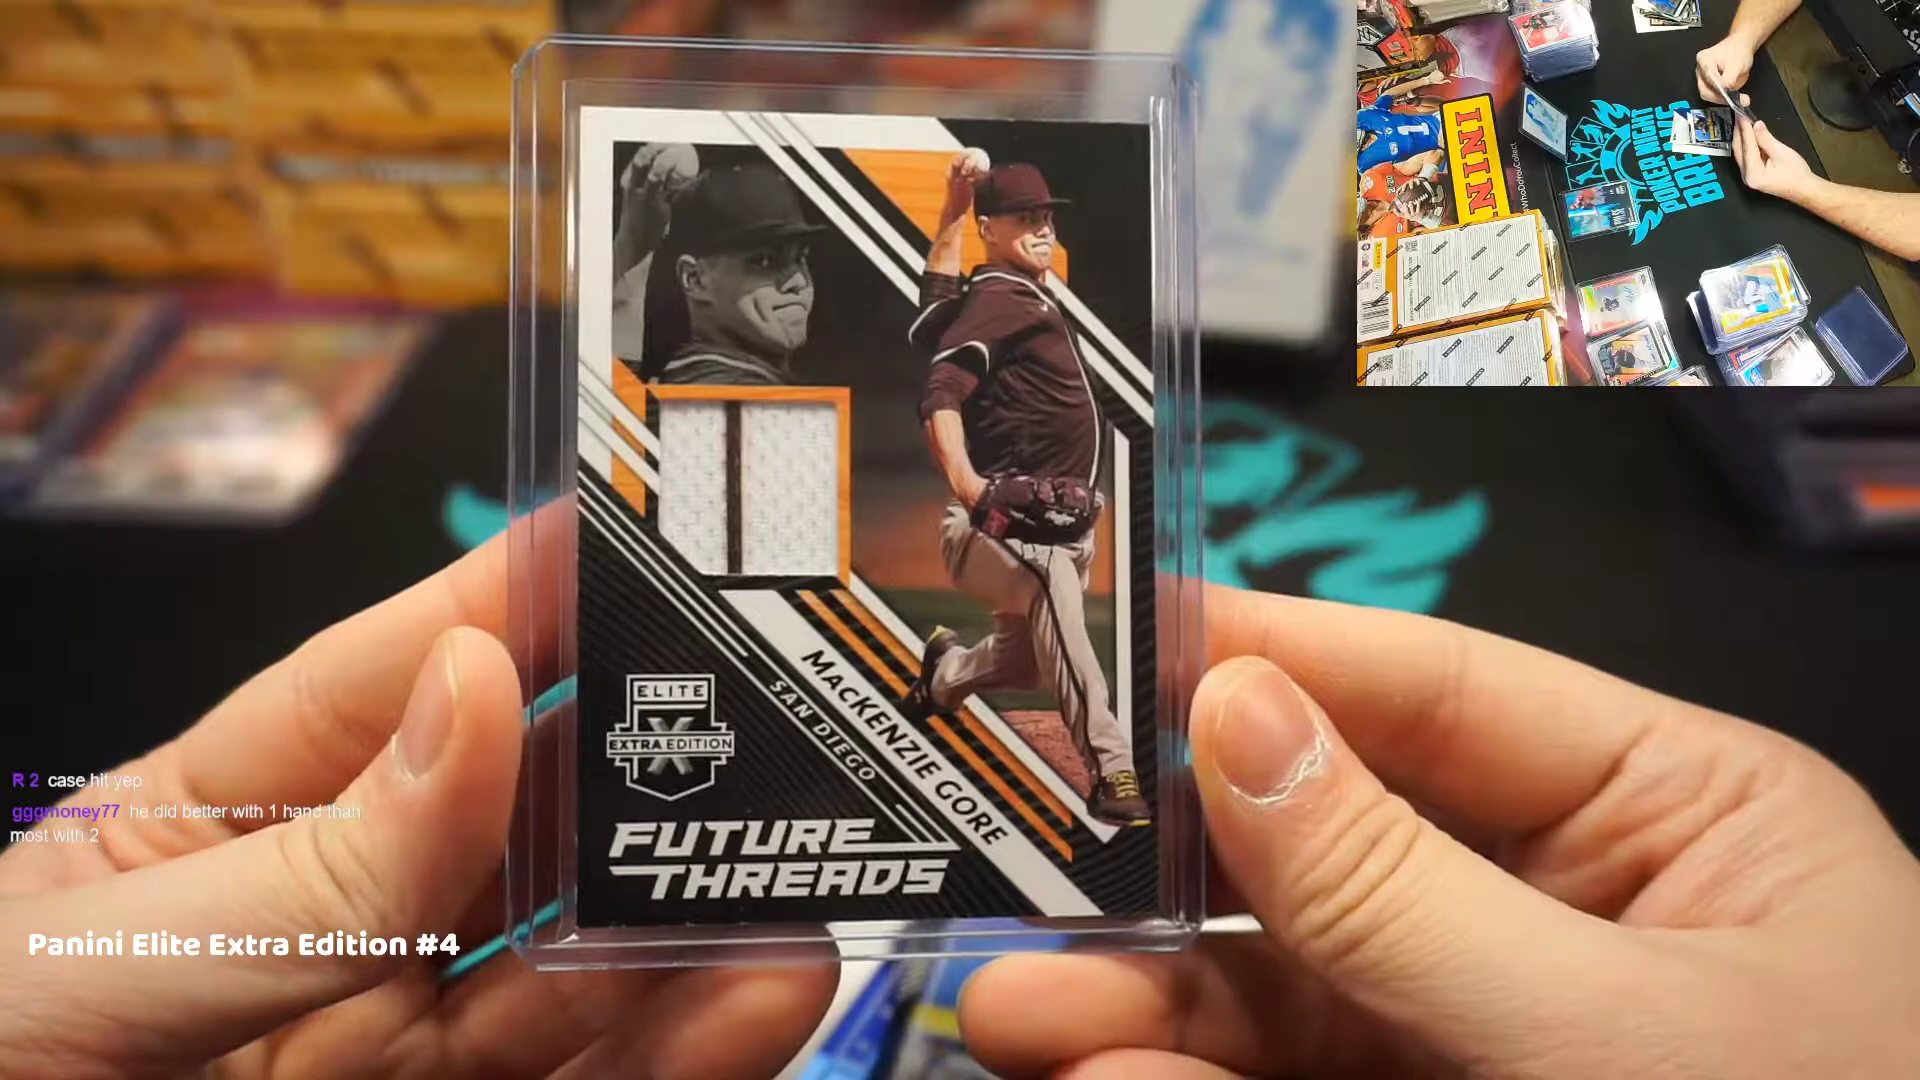 MACKENZIE GORE
SAN DIEGO
ELITE
X
EXTRA EDITION
FUTURE
THREADS
R 2 case hit yep
gggmoney77 he did better with 1 hand than
most with 2
Panini Elite Extra Edition #4
PANINI
1
POWER NIGHT